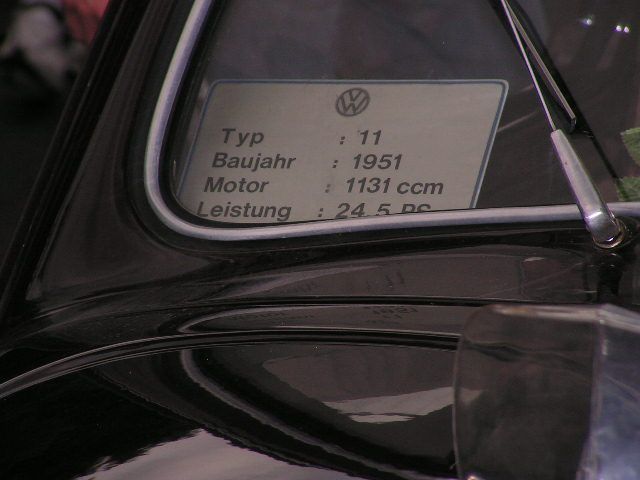 Typ : 11
Baujahr : 1951
Motor : 1131 ccm
Leistung : 24,5 PS